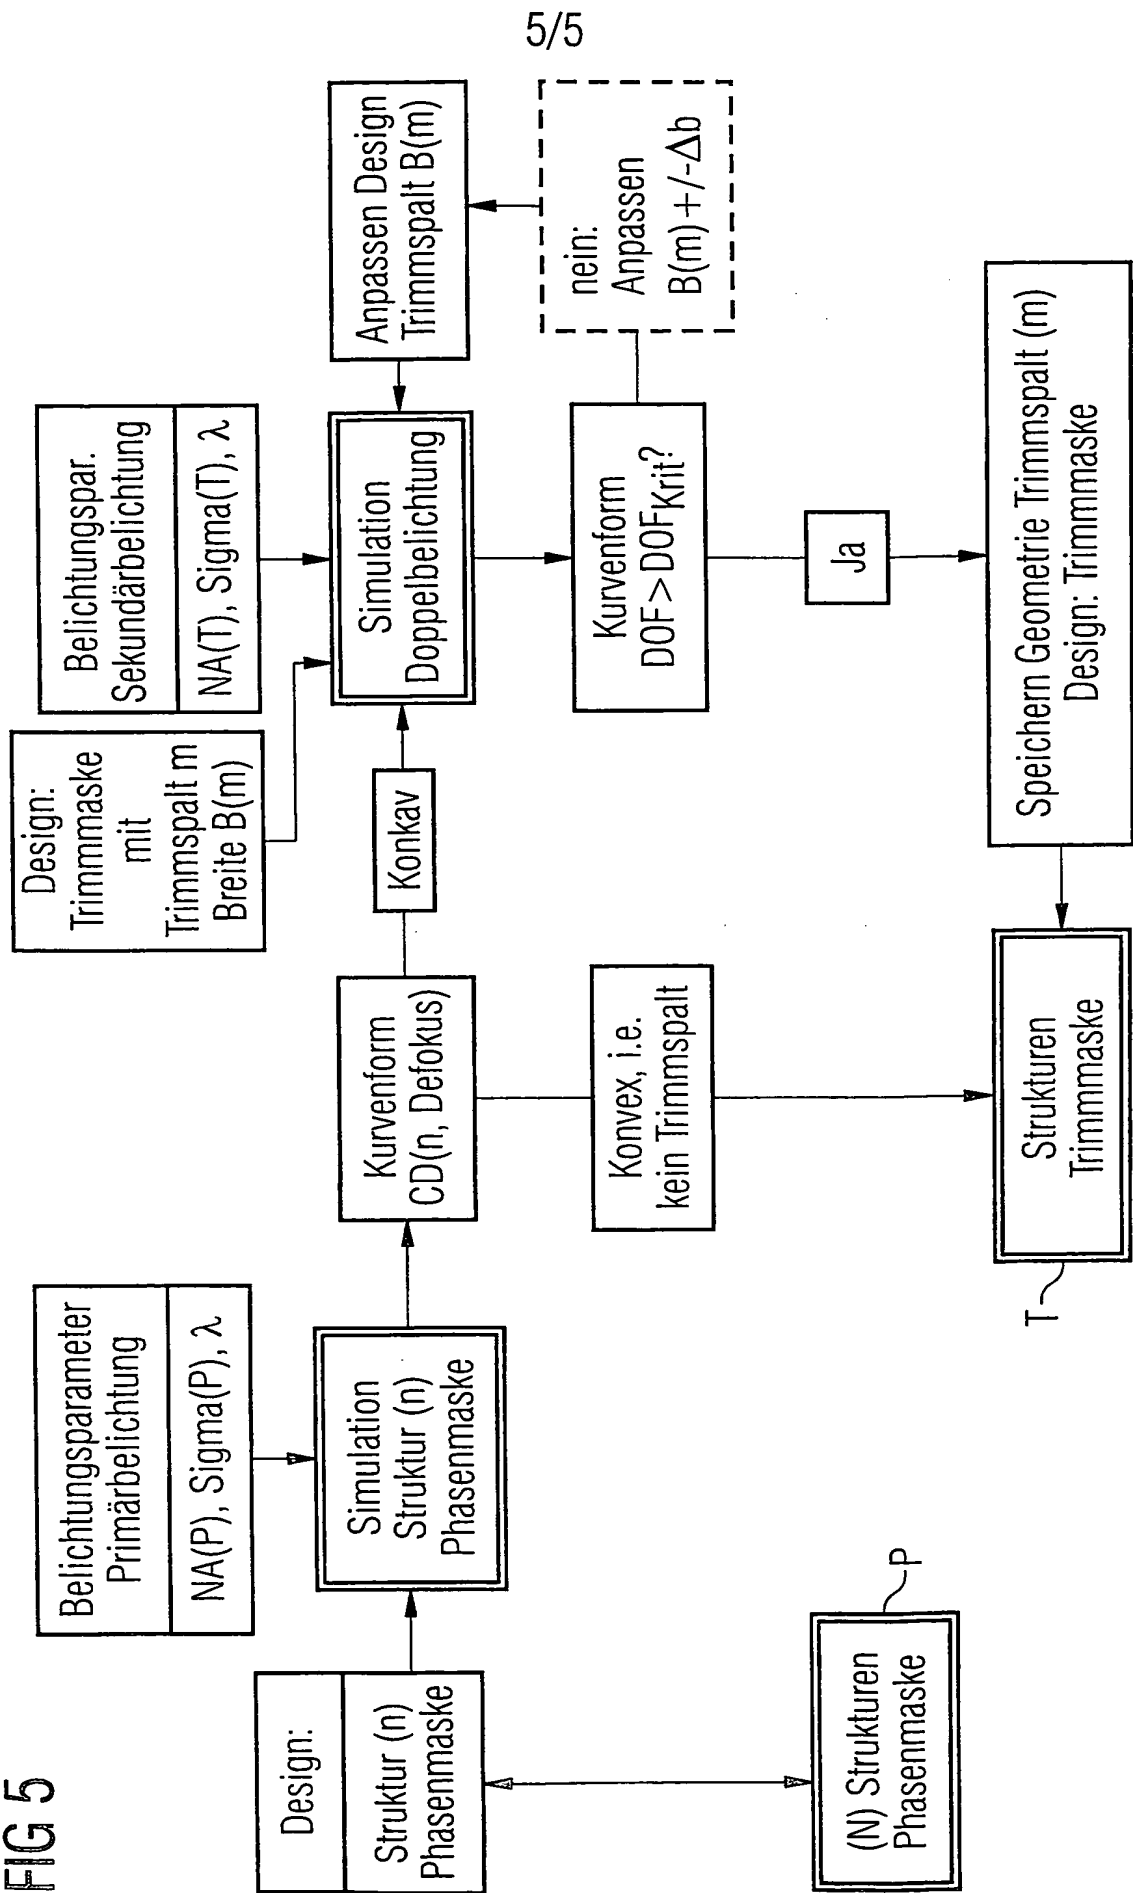 5/5
FIG 5
Design:
Struktur (n)
Phasenmaske
(N) Strukturen
Phasenmaske
P
Belichtungsparameter
Primärbelichtung
NA(P), Sigma(P), λ
Simulation
Struktur (n)
Phasenmaske
Kurvenform
CD(n, Defokus)
Konvex, i.e.
kein Trimmspalt
Konkav
Design:
Trimmmaske
mit
Trimmspalt m
Breite B(m)
Belichtungspar.
Sekundärbelichtung
NA(T), Sigma(T), λ
Simulation
Doppelbelichtung
Anpassen Design
Trimmspalt B(m)
nein:
Anpassen
B(m)+/-Δb
Kurvenform
DOF>DOFKrit?
Ja
Speichern Geometrie Trimmspalt (m)
Design: Trimmmaske
Strukturen
Trimmmaske
T